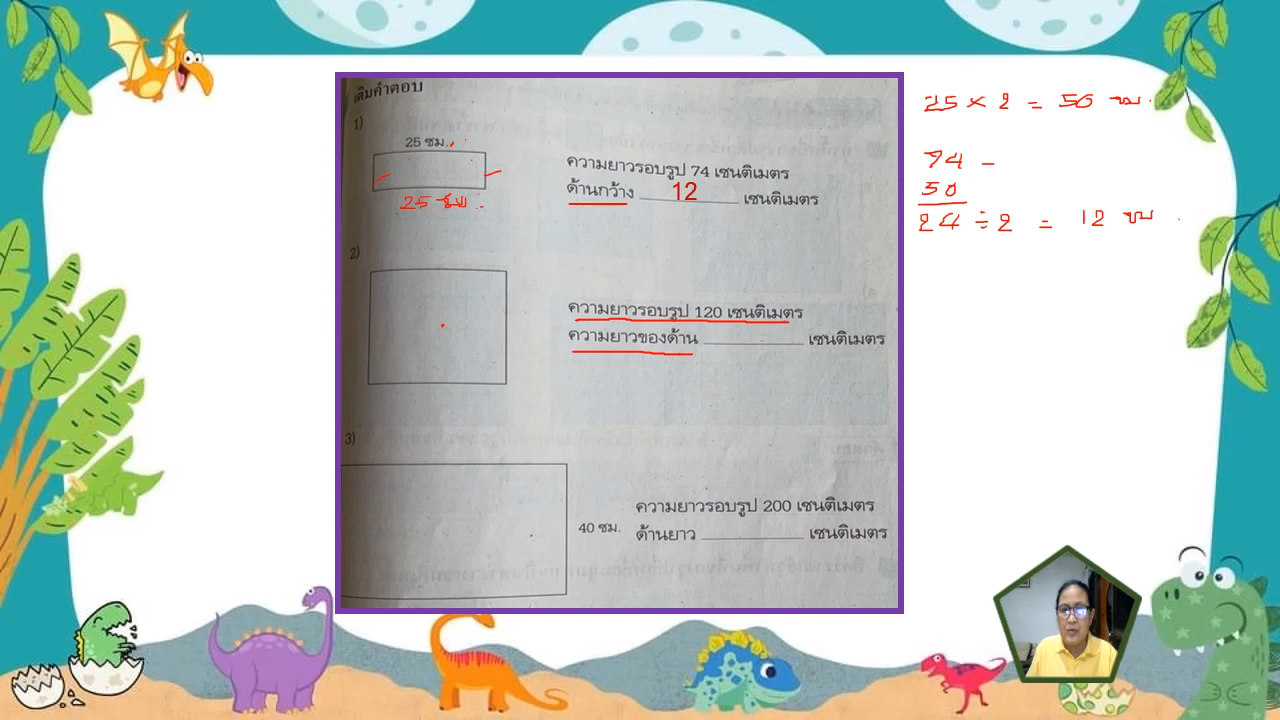 เติมคำตอบ
1)
25 ซม.
25 ซม.
ความยาวรอบรูป 74 เซนติเมตร
ด้านกว้าง 12 เซนติเมตร
2)
ความยาวรอบรูป 120 เซนติเมตร
ความยาวของด้าน ____________ เซนติเมตร
3)
40 ซม.
ความยาวรอบรูป 200 เซนติเมตร
ด้านยาว ____________ เซนติเมตร
25 × 2 = 50 ซม.
74 -
50
24 ÷ 2 = 12 ซม.